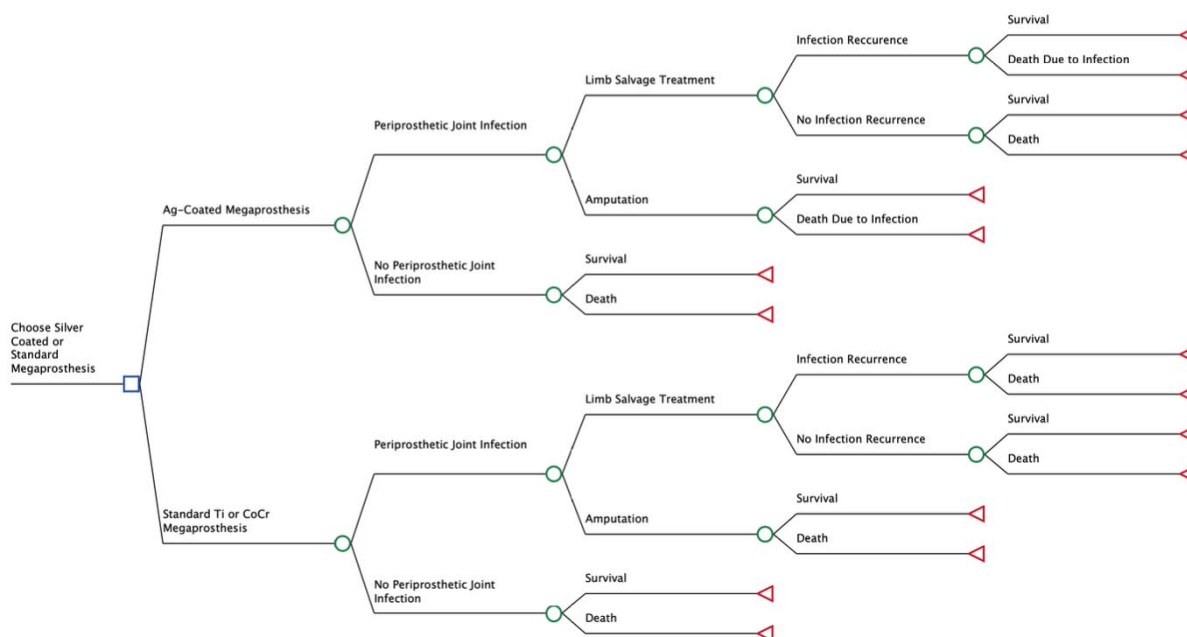 Survival
Infection Reccurence
Death Due to Infection
Limb Salvage Treatment
Survival
No Infection Recurrence
Periprosthetic Joint Infection
Death
Survival
Amputation
Ag-Coated Megaprosthesis
Death Due to Infection
No Periprosthetic Joint
Infection
Survival
Death
Choose Silver
Coated or
Standard
Megaprosthesis
Survival
Infection Recurrence
Death
Limb Salvage Treatment
Survival
No Infection Recurrence
Periprosthetic Joint Infection
Death
Survival
Standard Ti or CoCr
Megaprosthesis
Amputation
Death
No Periprosthetic Joint
Infection
Survival
Death